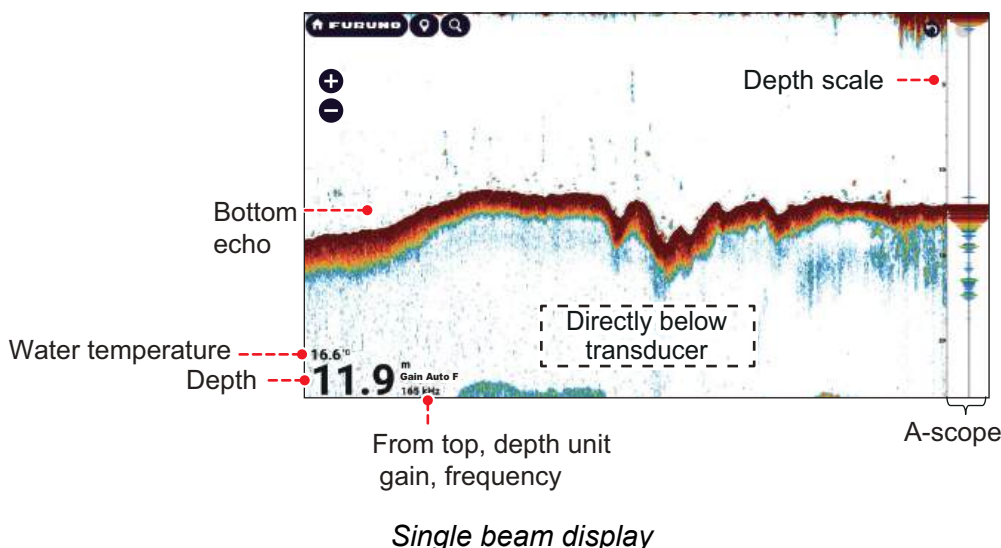 FURUNO
Depth scale
Bottom
echo
Directly below
transducer
Water temperature
16.6°C
Depth
11.9
m
Gain Auto F
165 kHz
A-scope
From top, depth unit
gain, frequency
Single beam display